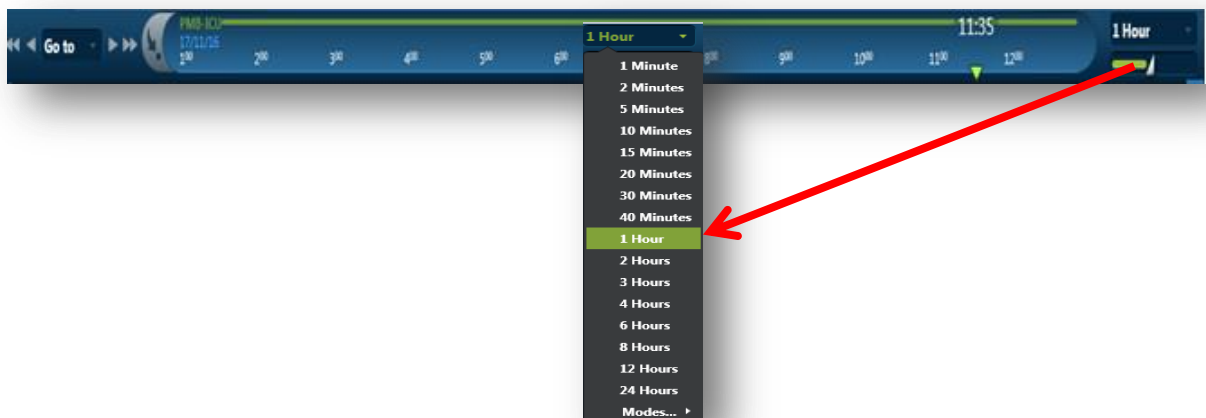 PMB-ICU
17/11/16
Go to
1 Hour
11:35
1 Hour
1⁰⁰ 2⁰⁰ 3⁰⁰ 4⁰⁰ 5⁰⁰ 6⁰⁰ 8⁰⁰ 9⁰⁰ 10⁰⁰ 11⁰⁰ 12⁰⁰
1 Minute
2 Minutes
5 Minutes
10 Minutes
15 Minutes
20 Minutes
30 Minutes
40 Minutes
1 Hour
2 Hours
3 Hours
4 Hours
6 Hours
8 Hours
12 Hours
24 Hours
Modes...